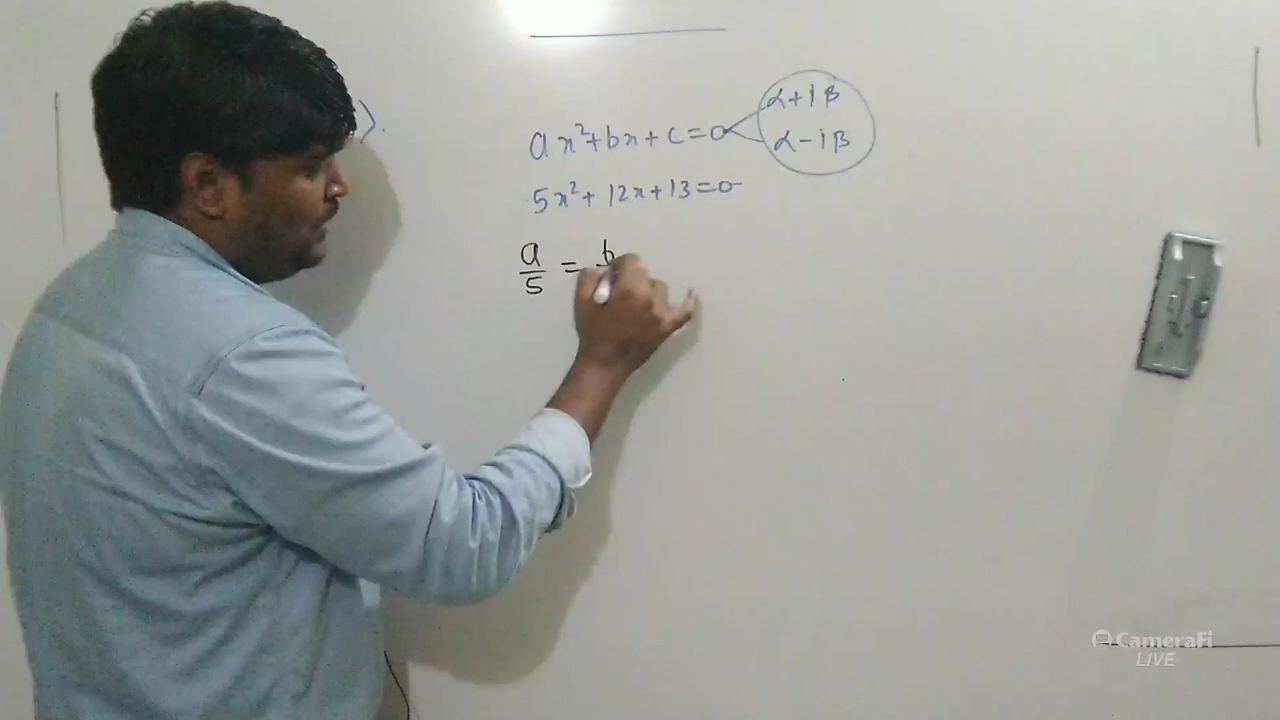 α+iβ
ax²+bx+c=0
α-iβ
5x²+12x+13=0
a/5 = b
CameraFi
LIVE